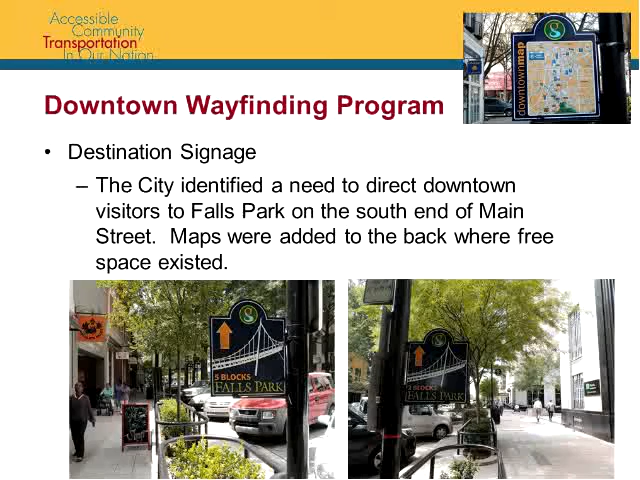 Accessible
Community
Transportation
In Our Nation
downtownmap
Downtown Wayfinding Program
• Destination Signage
– The City identified a need to direct downtown
visitors to Falls Park on the south end of Main
Street. Maps were added to the back where free
space existed.
5 BLOCKS
FALLS PARK
BLOCKS
FALLS PARK